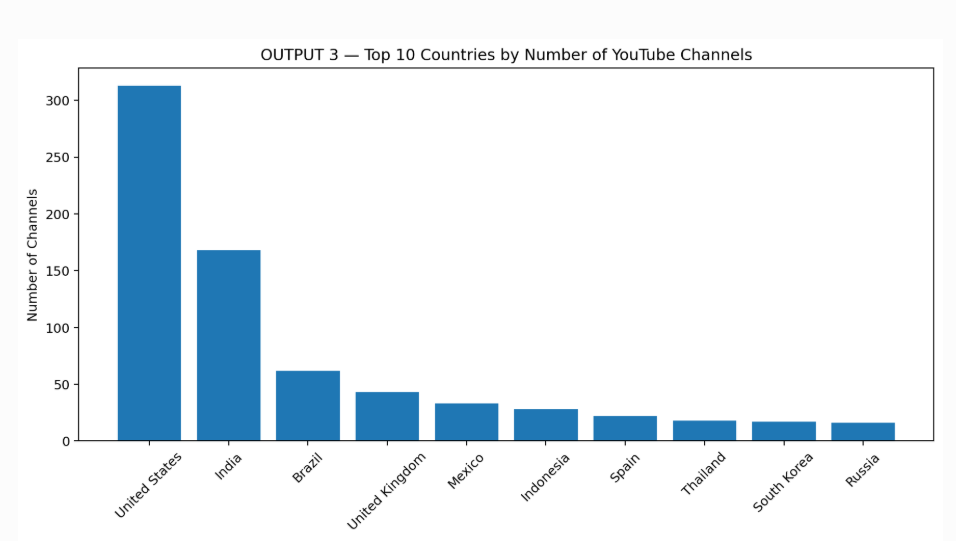 OUTPUT 3 — Top 10 Countries by Number of YouTube Channels
Number of Channels
300
250
200
150
100
50
0
United States
India
Brazil
United Kingdom
Mexico
Indonesia
Spain
Thailand
South Korea
Russia